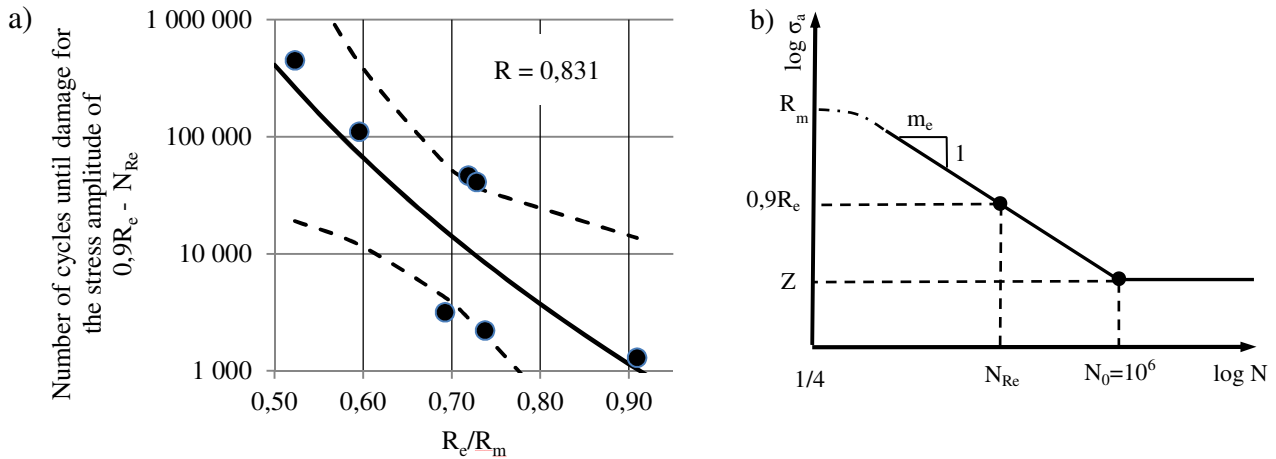 a)
Number of cycles until damage for
the stress amplitude of
0,9Re - NRe
1 000 000
100 000
10 000
1 000
R = 0,831
0,50 0,60 0,70 0,80 0,90
Re/Rm
b)
log σa
Rm
me
1
0,9Re
Z
1/4
NRe
N0=10⁶
log N